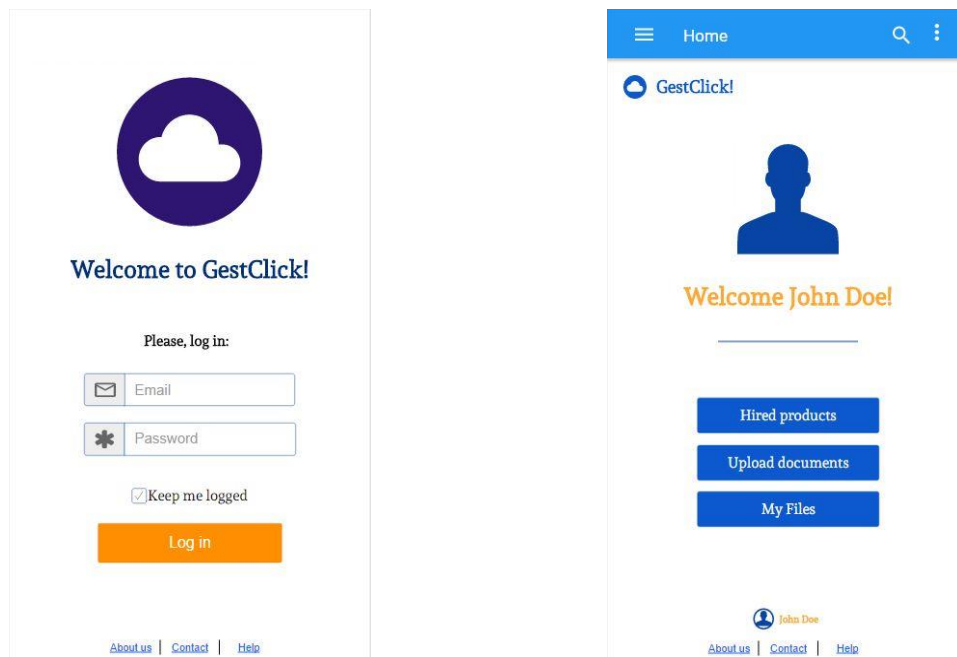 Welcome to GestClick!
Please, log in:
Email
Password
Keep me logged
Log in
About us | Contact | Help
Home
GestClick!
Welcome John Doe!
Hired products
Upload documents
My Files
John Doe
About us | Contact | Help